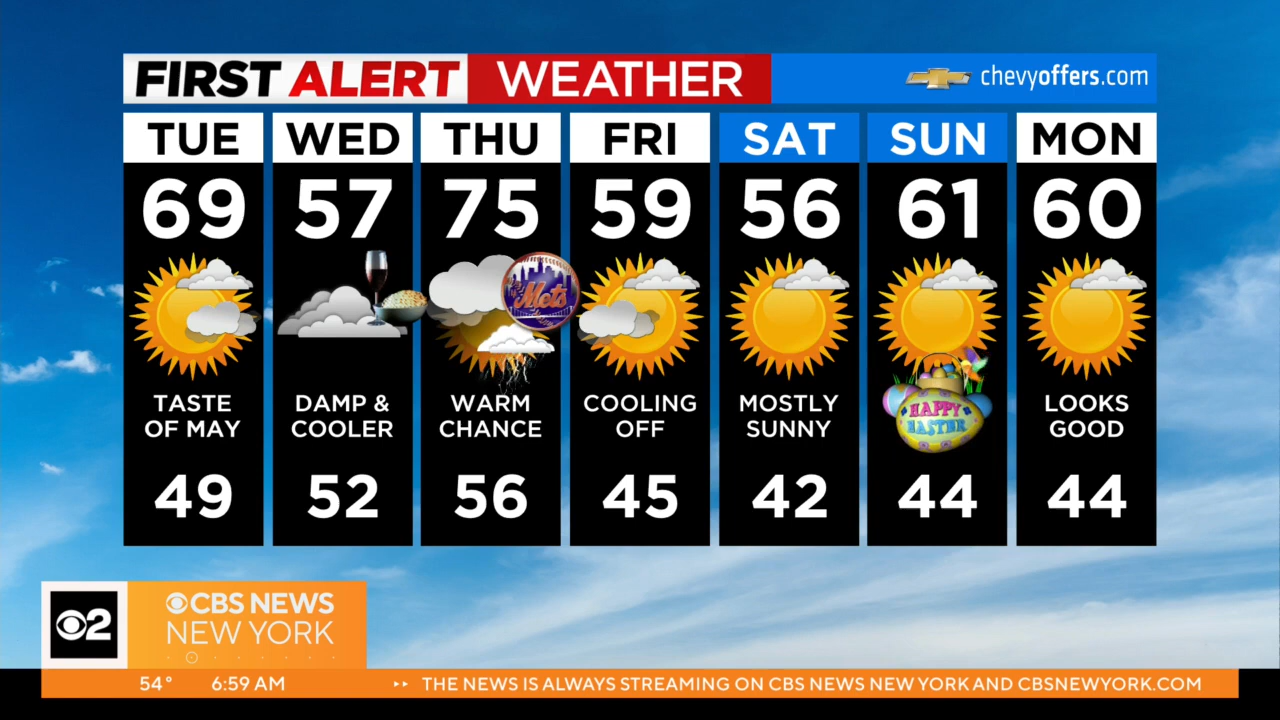 FIRST ALERT WEATHER
chevyoffers.com
TUE WED THU FRI SAT SUN MON
69 57 75 59 56 61 60
Mets
TASTE
OF MAY
DAMP &
COOLER
WARM
CHANCE
COOLING
OFF
MOSTLY
SUNNY
HAPPY
EASTER
LOOKS
GOOD
49 52 56 45 42 44 44
2
CBS NEWS
NEW YORK
54° 6:59 AM THE NEWS IS ALWAYS STREAMING ON CBS NEWS NEW YORK AND CBSNEWYORK.COM